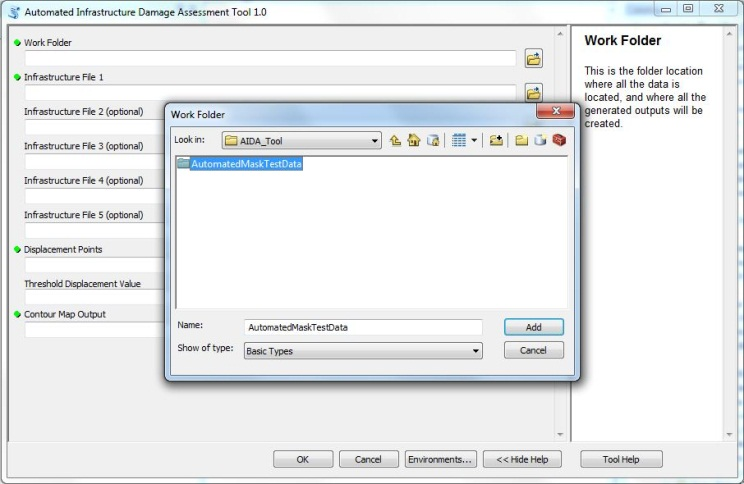 Automated Infrastructure Damage Assessment Tool 1.0
Work Folder
Infrastructure File 1
Infrastructure File 2 (optional)
Infrastructure File 3 (optional)
Infrastructure File 4 (optional)
Infrastructure File 5 (optional)
Displacement Points
Threshold Displacement Value
Contour Map Output
Work Folder
Look in: AIDA_Tool
AutomatedMaskTestData
Name: AutomatedMaskTestData
Add
Show of type: Basic Types
Cancel
Work Folder
This is the folder location
where all the data is
located, and where all the
generated outputs will be
created.
OK Cancel Environments... << Hide Help Tool Help